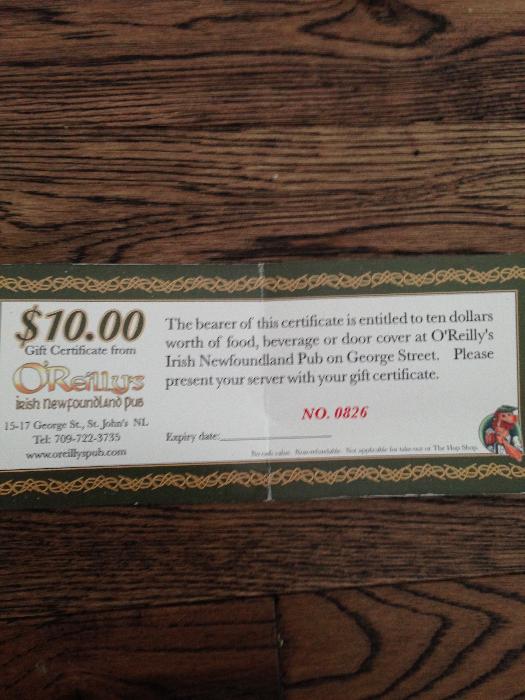 $10.00
Gift Certificate from
O'Reilly's
Irish Newfoundland Pub
15-17 George St., St. John's NL
Tel: 709-722-3735
www.oreillyspub.com
The bearer of this certificate is entitled to ten dollars
worth of food, beverage or door cover at O'Reilly's
Irish Newfoundland Pub on George Street. Please
present your server with your gift certificate.
NO. 0826
Expiry date:
No cash value. Non-refundable. Not applicable for take-out or The Hop Shop.